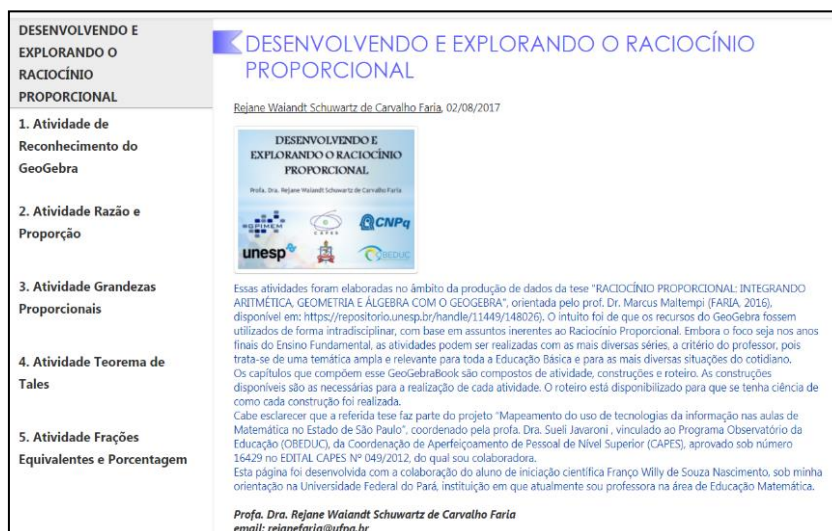 DESENVOLVENDO E
EXPLORANDO O
RACIOCÍNIO
PROPORCIONAL
1. Atividade de
Reconhecimento do
GeoGebra
2. Atividade Razão e
Proporção
3. Atividade Grandezas
Proporcionais
4. Atividade Teorema de
Tales
5. Atividade Frações
Equivalentes e Porcentagem
DESENVOLVENDO E EXPLORANDO O RACIOCÍNIO
PROPORCIONAL
Rejane Waiandt Schuwartz de Carvalho Faria, 02/08/2017
DESENVOLVENDO E
EXPLORANDO O RACIOCÍNIO
PROPORCIONAL
Profa. Dra. Rejane Waiandt Schuwartz de Carvalho Faria
GPIMEM
CAPES
CNPq
unesp
OBEDUC
Essas atividades foram elaboradas no âmbito da produção de dados da tese "RACIOCÍNIO PROPORCIONAL: INTEGRANDO
ARITMÉTICA, GEOMETRIA E ÁLGEBRA COM O GEOGEBRA", orientada pelo prof. Dr. Marcus Maltempi (FARIA, 2016),
disponível em: https://repositorio.unesp.br/handle/11449/148026). O intuito foi de que os recursos do GeoGebra fossem
utilizados de forma intradisciplinar, com base em assuntos inerentes ao Raciocínio Proporcional. Embora o foco seja nos anos
finais do Ensino Fundamental, as atividades podem ser realizadas com as mais diversas séries, a critério do professor, pois
trata-se de uma temática ampla e relevante para toda a Educação Básica e para as mais diversas situações do cotidiano.
Os capítulos que compõem esse GeoGebraBook são compostos de atividade, construções e roteiro. As construções
disponíveis são as necessárias para a realização de cada atividade. O roteiro está disponibilizado para que se tenha ciência de
como cada construção foi realizada.
Cabe esclarecer que a referida tese faz parte do projeto "Mapeamento do uso de tecnologias da informação nas aulas de
Matemática no Estado de São Paulo", coordenado pela profa. Dra. Sueli Javaroni , vinculado ao Programa Observatório da
Educação (OBEDUC), da Coordenação de Aperfeiçoamento de Pessoal de Nível Superior (CAPES), aprovado sob número
16429 no EDITAL CAPES Nº 049/2012, do qual sou colaboradora.
Esta página foi desenvolvida com a colaboração do aluno de iniciação científica Franço Willy de Souza Nascimento, sob minha
orientação na Universidade Federal do Pará, instituição em que atualmente sou professora na área de Educação Matemática.
Profa. Dra. Rejane Waiandt Schuwartz de Carvalho Faria
email: rejanefaria@ufpa.br